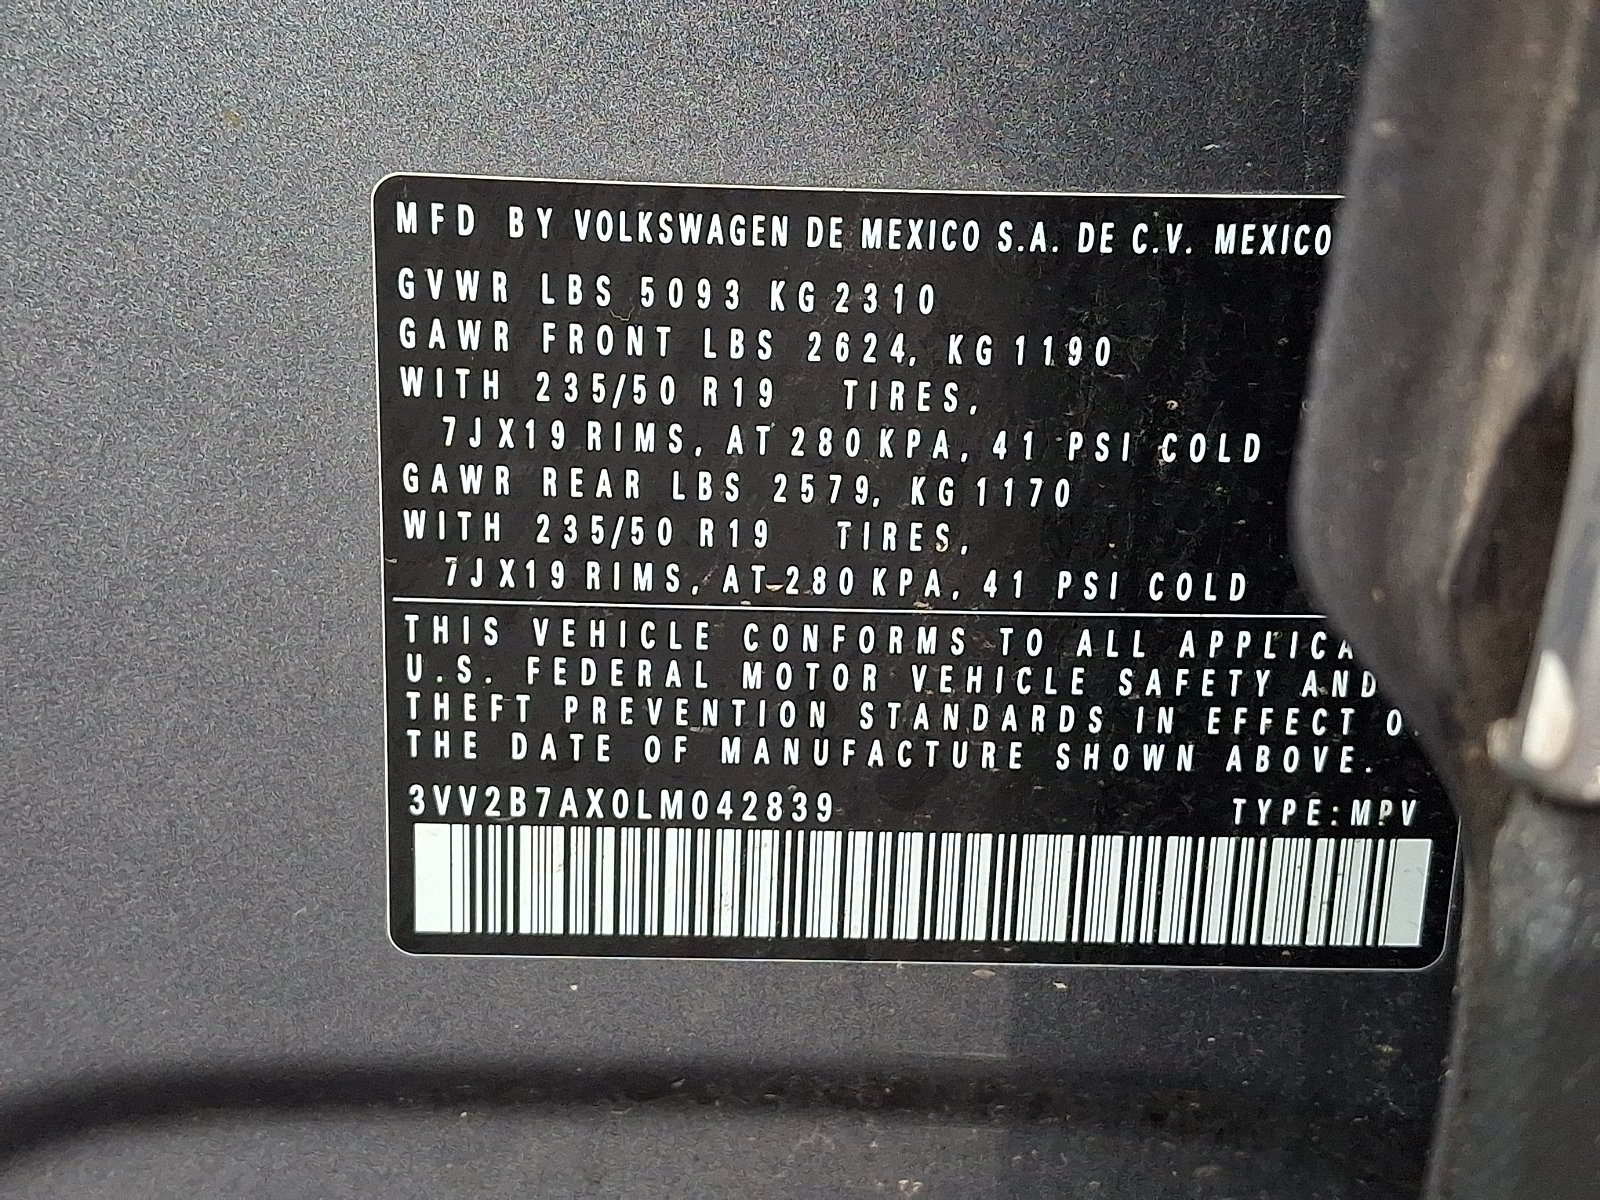 MFD BY VOLKSWAGEN DE MEXICO S.A. DE C.V. MEXICO
GVWR LBS 5093 KG 2310
GAWR FRONT LBS 2624, KG 1190
WITH 235/50 R19 TIRES,
7JX19 RIMS, AT 280 KPA, 41 PSI COLD
GAWR REAR LBS 2579, KG 1170
WITH 235/50 R19 TIRES,
7JX19 RIMS, AT 280 KPA, 41 PSI COLD
THIS VEHICLE CONFORMS TO ALL
U.S. FEDERAL MOTOR VEHICLE SAFETY AND
THEFT PREVENTION STANDARDS IN EFFECT
THE DATE OF MANUFACTURE SHOWN ABOVE.
3VV2B7AX0LM042839 TYPE: MPV